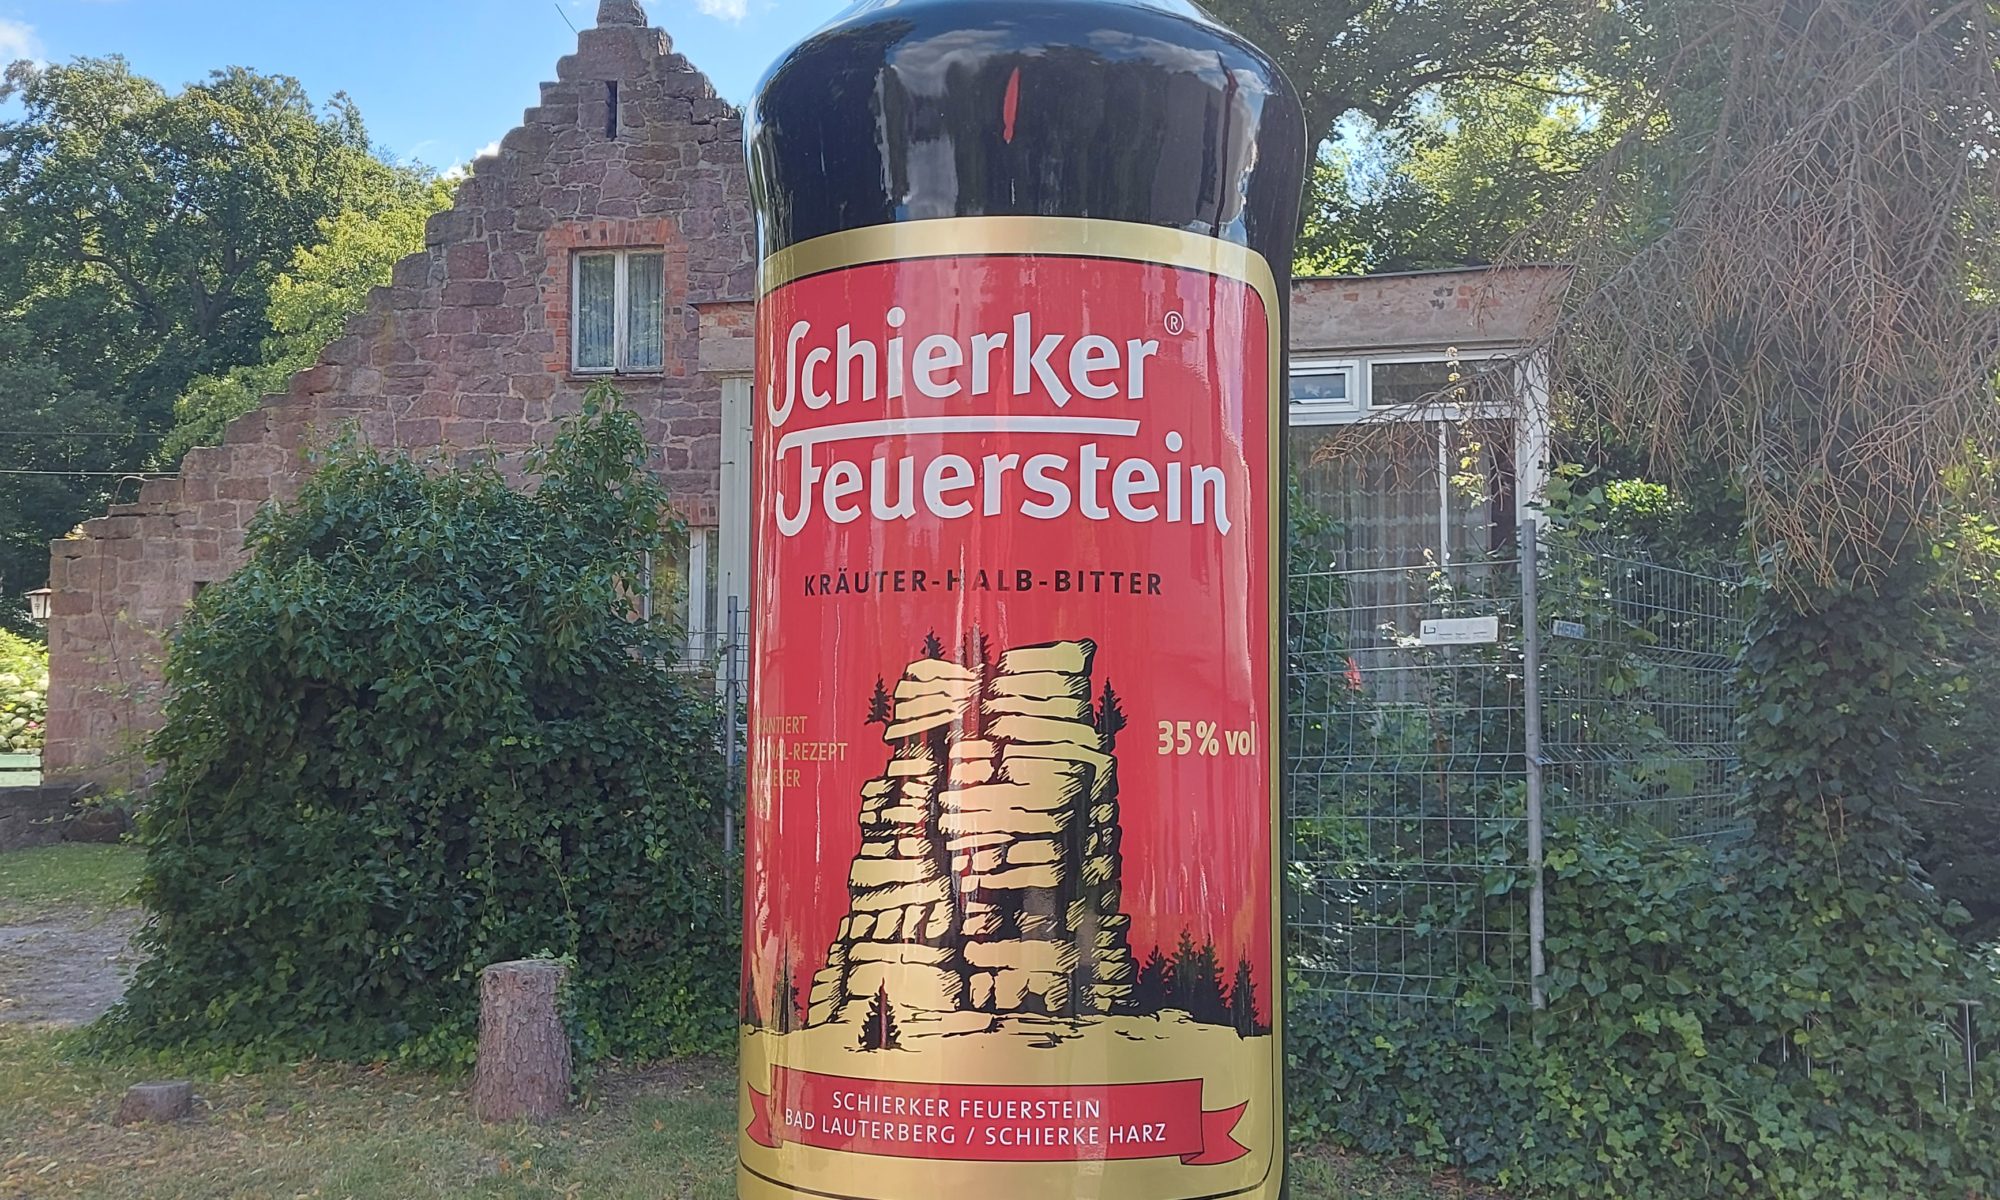 Schierker®
Feuerstein
KRÄUTER-HALB-BITTER
35% vol
SCHIERKER FEUERSTEIN
BAD LAUTERBERG / SCHIERKE HARZ